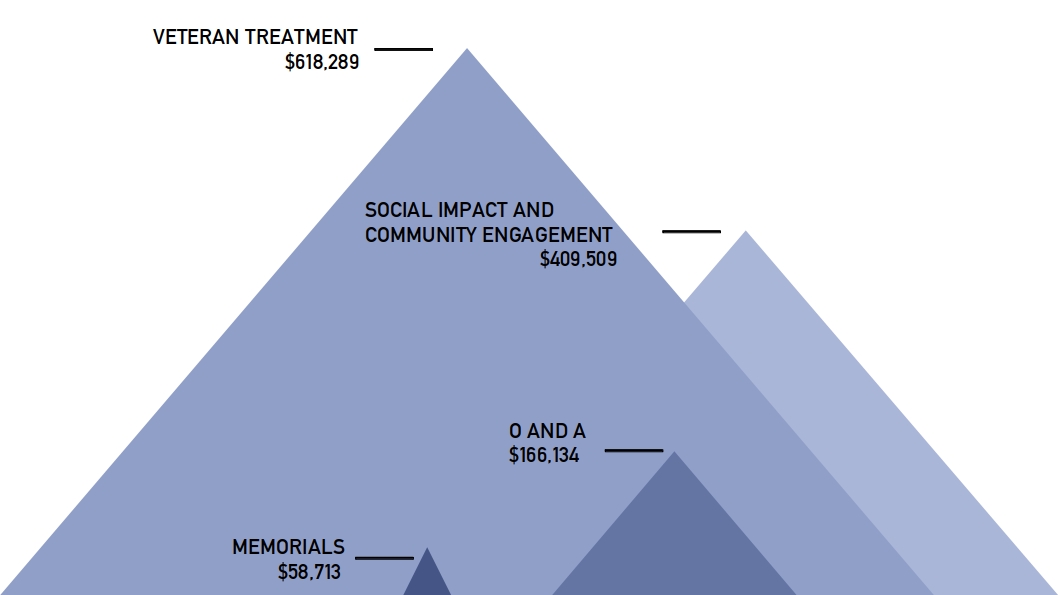 VETERAN TREATMENT
$618,289
SOCIAL IMPACT AND
COMMUNITY ENGAGEMENT
$409,509
O AND A
$166,134
MEMORIALS
$58,713